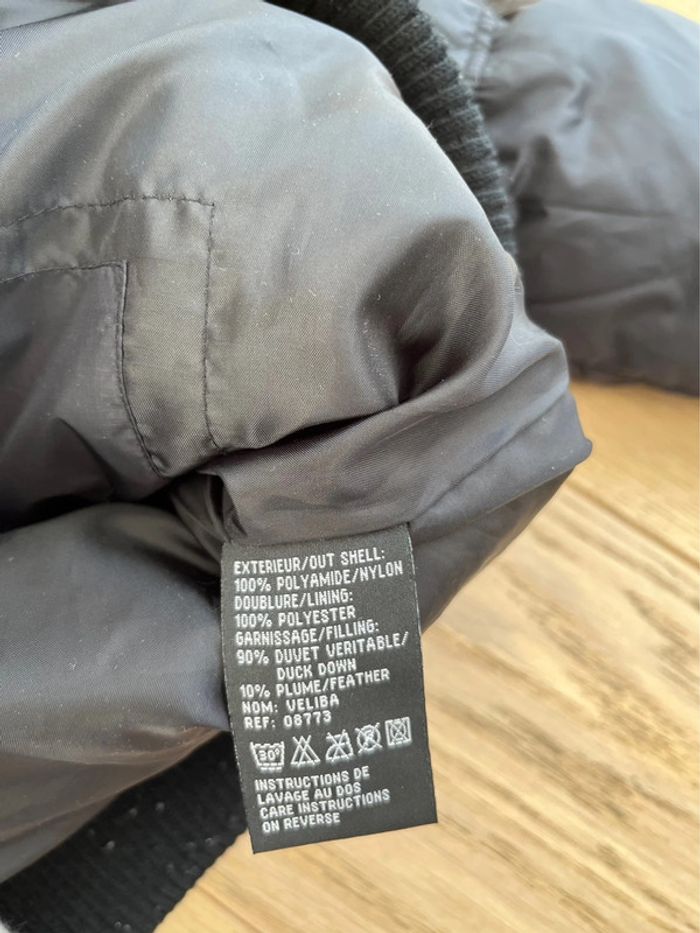 EXTERIEUR/OUT SHELL:
100% POLYAMIDE/NYLON
DOUBLURE/LINING:
100% POLYESTER
GARNISSAGE/FILLING:
90% DUVET VERITABLE/
DUCK DOWN
10% PLUME/FEATHER
NOM: VELIBA
REF: 08773
30°
INSTRUCTIONS DE
LAVAGE AU DOS
CARE INSTRUCTIONS
ON REVERSE